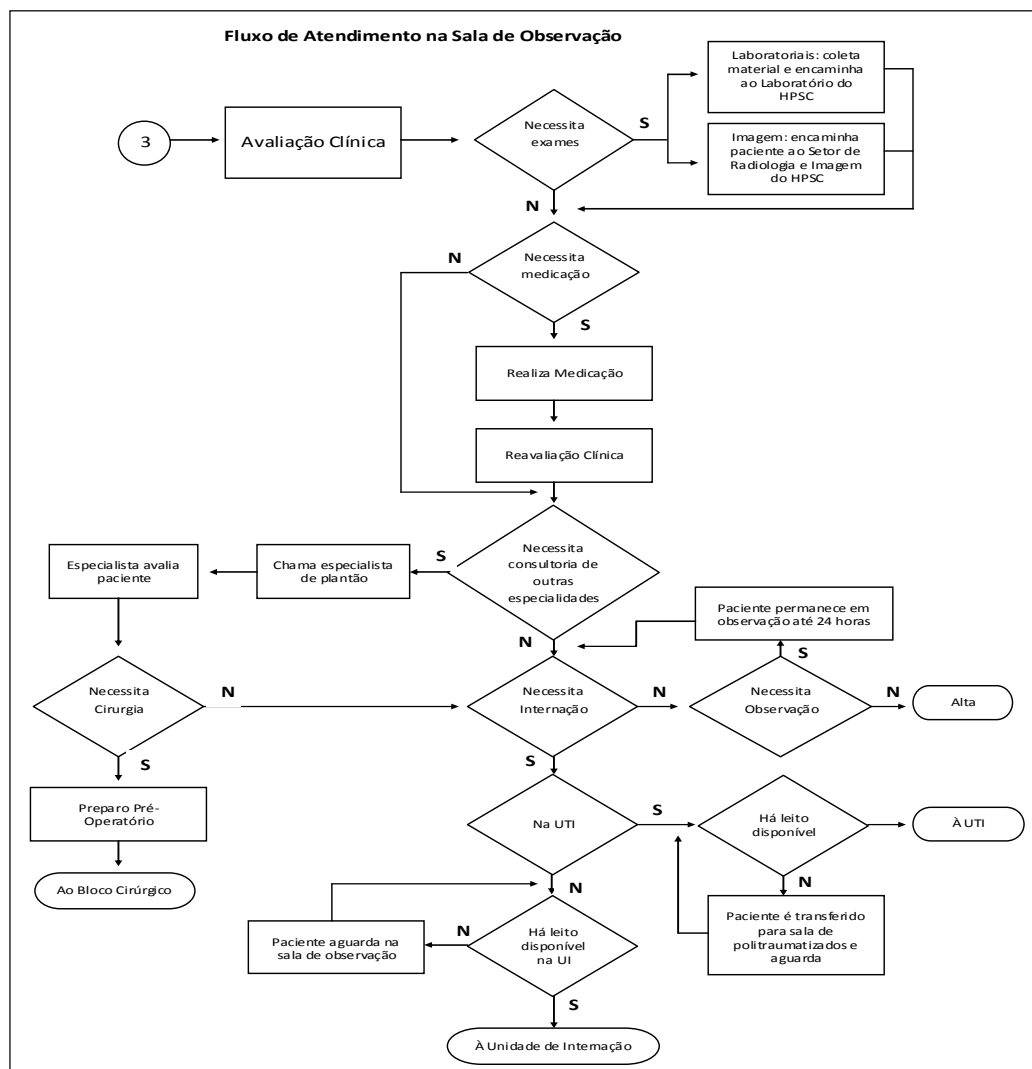 Fluxo de Atendimento na Sala de Observação
3
Avaliação Clínica
Necessita
exames
S
Laboratoriais: coleta
material e encaminha
ao Laboratório do
HPSC
Imagem: encaminha
paciente ao Setor de
Radiologia e Imagem
do HPSC
N
Necessita
medicação
N
S
Realiza Medicação
Reavaliação Clínica
Necessita
consultoria de
outras
especialidades
S
Chama especialista
de plantão
Especialista avalia
paciente
N
Paciente permanece em
observação até 24 horas
S
Necessita
Cirurgia
N
Necessita
Internação
N
Necessita
Observação
N
Alta
S
S
Preparo Pré-
Operatório
Ao Bloco Cirúrgico
Na UTI
S
Há leito
disponível
À UTI
N
N
Paciente é transferido
para sala de
politraumatizados e
aguarda
Há leito
disponível
na UI
N
Paciente aguarda na
sala de observação
S
À Unidade de Internação